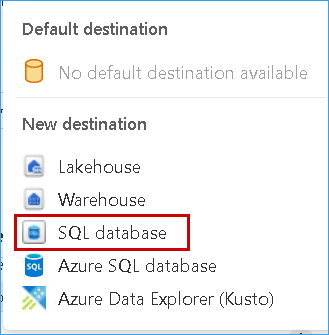 Default destination
No default destination available
New destination
Lakehouse
Warehouse
SQL database
Azure SQL database
Azure Data Explorer (Kusto)